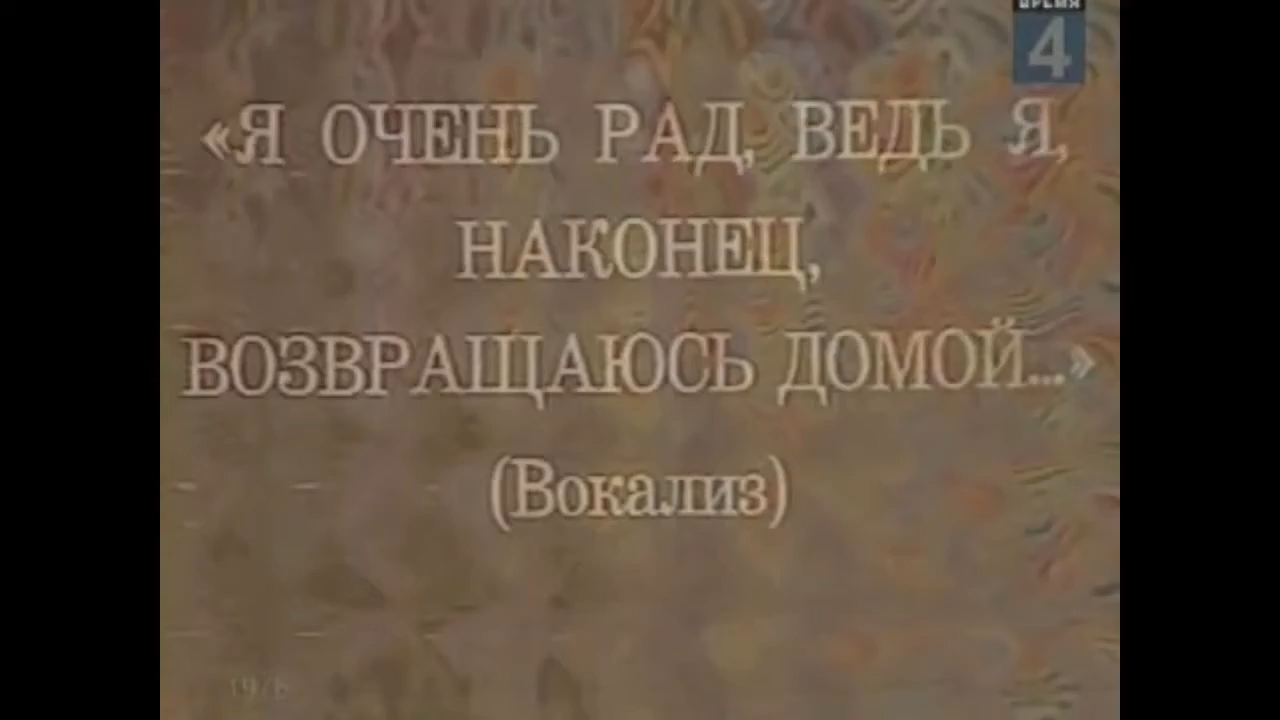 ВРЕМЯ
4
«Я ОЧЕНЬ РАД, ВЕДЬ Я,
НАКОНЕЦ,
ВОЗВРАЩАЮСЬ ДОМОЙ...»
(Вокализ)